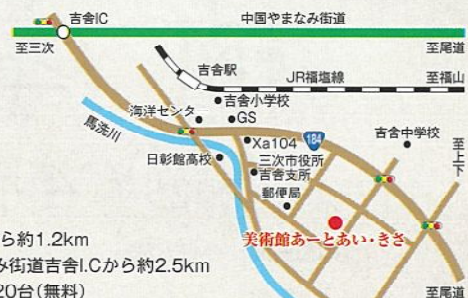 吉舎IC
中国やまなみ街道
至三次
至尾道
吉舎駅
JR福塩線
至福山
吉舎小学校
海洋センタ
GS
馬洗川
Xa104
184
吉舎中学校
至上下
日彰館高校
三次市役所
吉舎支所
郵便局
美術館あーとあい・きさ
ら約1.2km
み街道吉舎I.Cから約2.5km
20台(無料)
至尾道